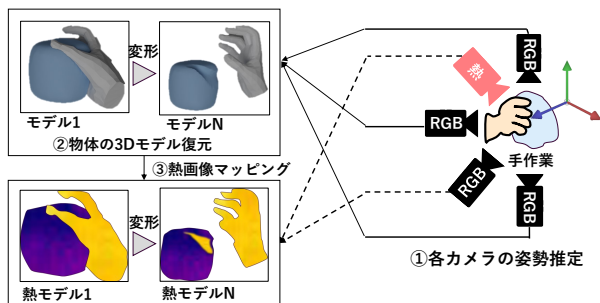 変形
モデル1
モデルN
②物体の3Dモデル復元
③熱画像マッピング
変形
熱モデル1
熱モデルN
RGB
熱
RGB
手作業
RGB
RGB
①各カメラの姿勢推定